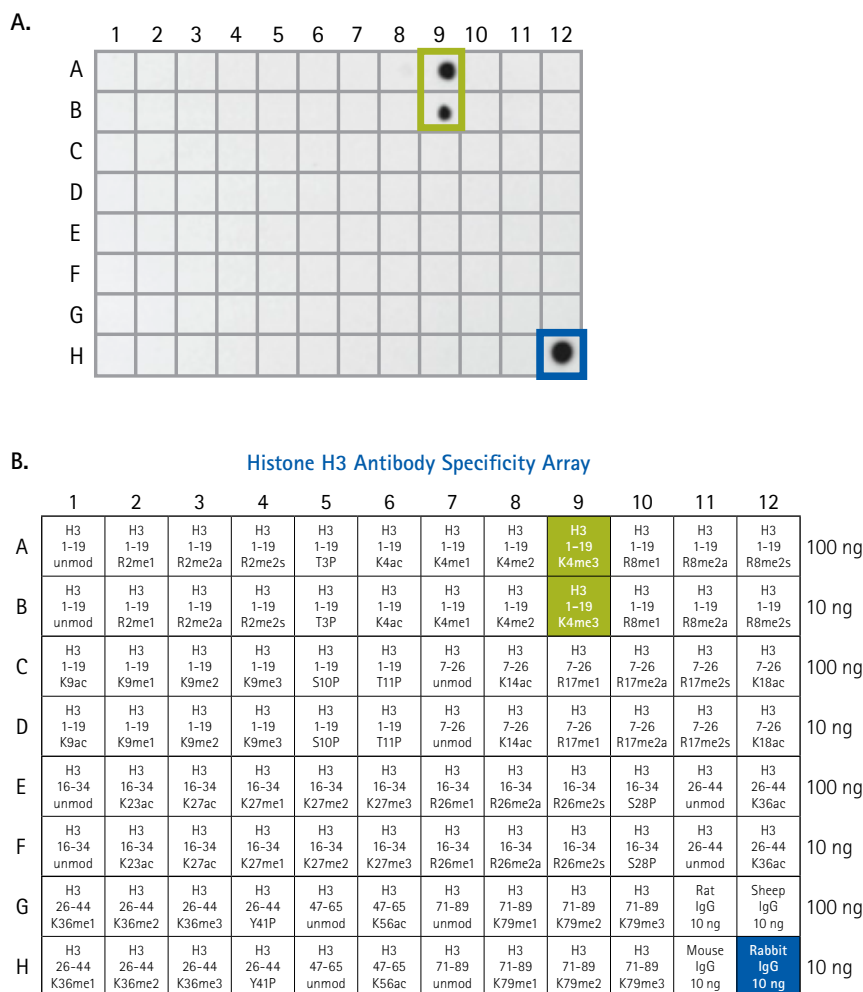 A.
1 2 3 4 5 6 7 8 9 10 11 12
A
B
C
D
E
F
G
H
B.
Histone H3 Antibody Specificity Array
1 2 3 4 5 6 7 8 9 10 11 12
H3 H3 H3 H3 H3 H3 H3 H3 H3 H3 H3 H3
A 1-19 1-19 1-19 1-19 1-19 1-19 1-19 1-19 1-19 1-19 1-19 1-19 100 ng
unmod R2me1 R2me2a R2me2s T3P K4ac K4me1 K4me2 K4me3 R8me1 R8me2a R8me2s
H3 H3 H3 H3 H3 H3 H3 H3 H3 H3 H3 H3
B 1-19 1-19 1-19 1-19 1-19 1-19 1-19 1-19 1-19 1-19 1-19 1-19 10 ng
unmod R2me1 R2me2a R2me2s T3P K4ac K4me1 K4me2 K4me3 R8me1 R8me2a R8me2s
H3 H3 H3 H3 H3 H3 H3 H3 H3 H3 H3 H3
C 1-19 1-19 1-19 1-19 1-19 1-19 7-26 7-26 7-26 7-26 7-26 7-26 100 ng
K9ac K9me1 K9me2 K9me3 S10P T11P unmod K14ac R17me1 R17me2a R17me2s K18ac
H3 H3 H3 H3 H3 H3 H3 H3 H3 H3 H3 H3
D 1-19 1-19 1-19 1-19 1-19 1-19 7-26 7-26 7-26 7-26 7-26 7-26 10 ng
K9ac K9me1 K9me2 K9me3 S10P T11P unmod K14ac R17me1 R17me2a R17me2s K18ac
H3 H3 H3 H3 H3 H3 H3 H3 H3 H3 H3 H3
E 16-34 16-34 16-34 16-34 16-34 16-34 16-34 16-34 16-34 16-34 26-44 26-44 100 ng
unmod K23ac K27ac K27me1 K27me2 K27me3 R26me1 R26me2a R26me2s S28P unmod K36ac
H3 H3 H3 H3 H3 H3 H3 H3 H3 H3 H3 H3
F 16-34 16-34 16-34 16-34 16-34 16-34 16-34 16-34 16-34 16-34 26-44 26-44 10 ng
unmod K23ac K27ac K27me1 K27me2 K27me3 R26me1 R26me2a R26me2s S28P unmod K36ac
H3 H3 H3 H3 H3 H3 H3 H3 H3 H3 Rat Sheep
G 26-44 26-44 26-44 26-44 47-65 47-65 71-89 71-89 71-89 71-89 IgG IgG 100 ng
K36me1 K36me2 K36me3 Y41P unmod K56ac unmod K79me1 K79me2 K79me3 10 ng 10 ng
H3 H3 H3 H3 H3 H3 H3 H3 H3 H3 Mouse Rabbit
H 26-44 26-44 26-44 26-44 47-65 47-65 71-89 71-89 71-89 71-89 IgG IgG 10 ng
K36me1 K36me2 K36me3 Y41P unmod K56ac unmod K79me1 K79me2 K79me3 10 ng 10 ng